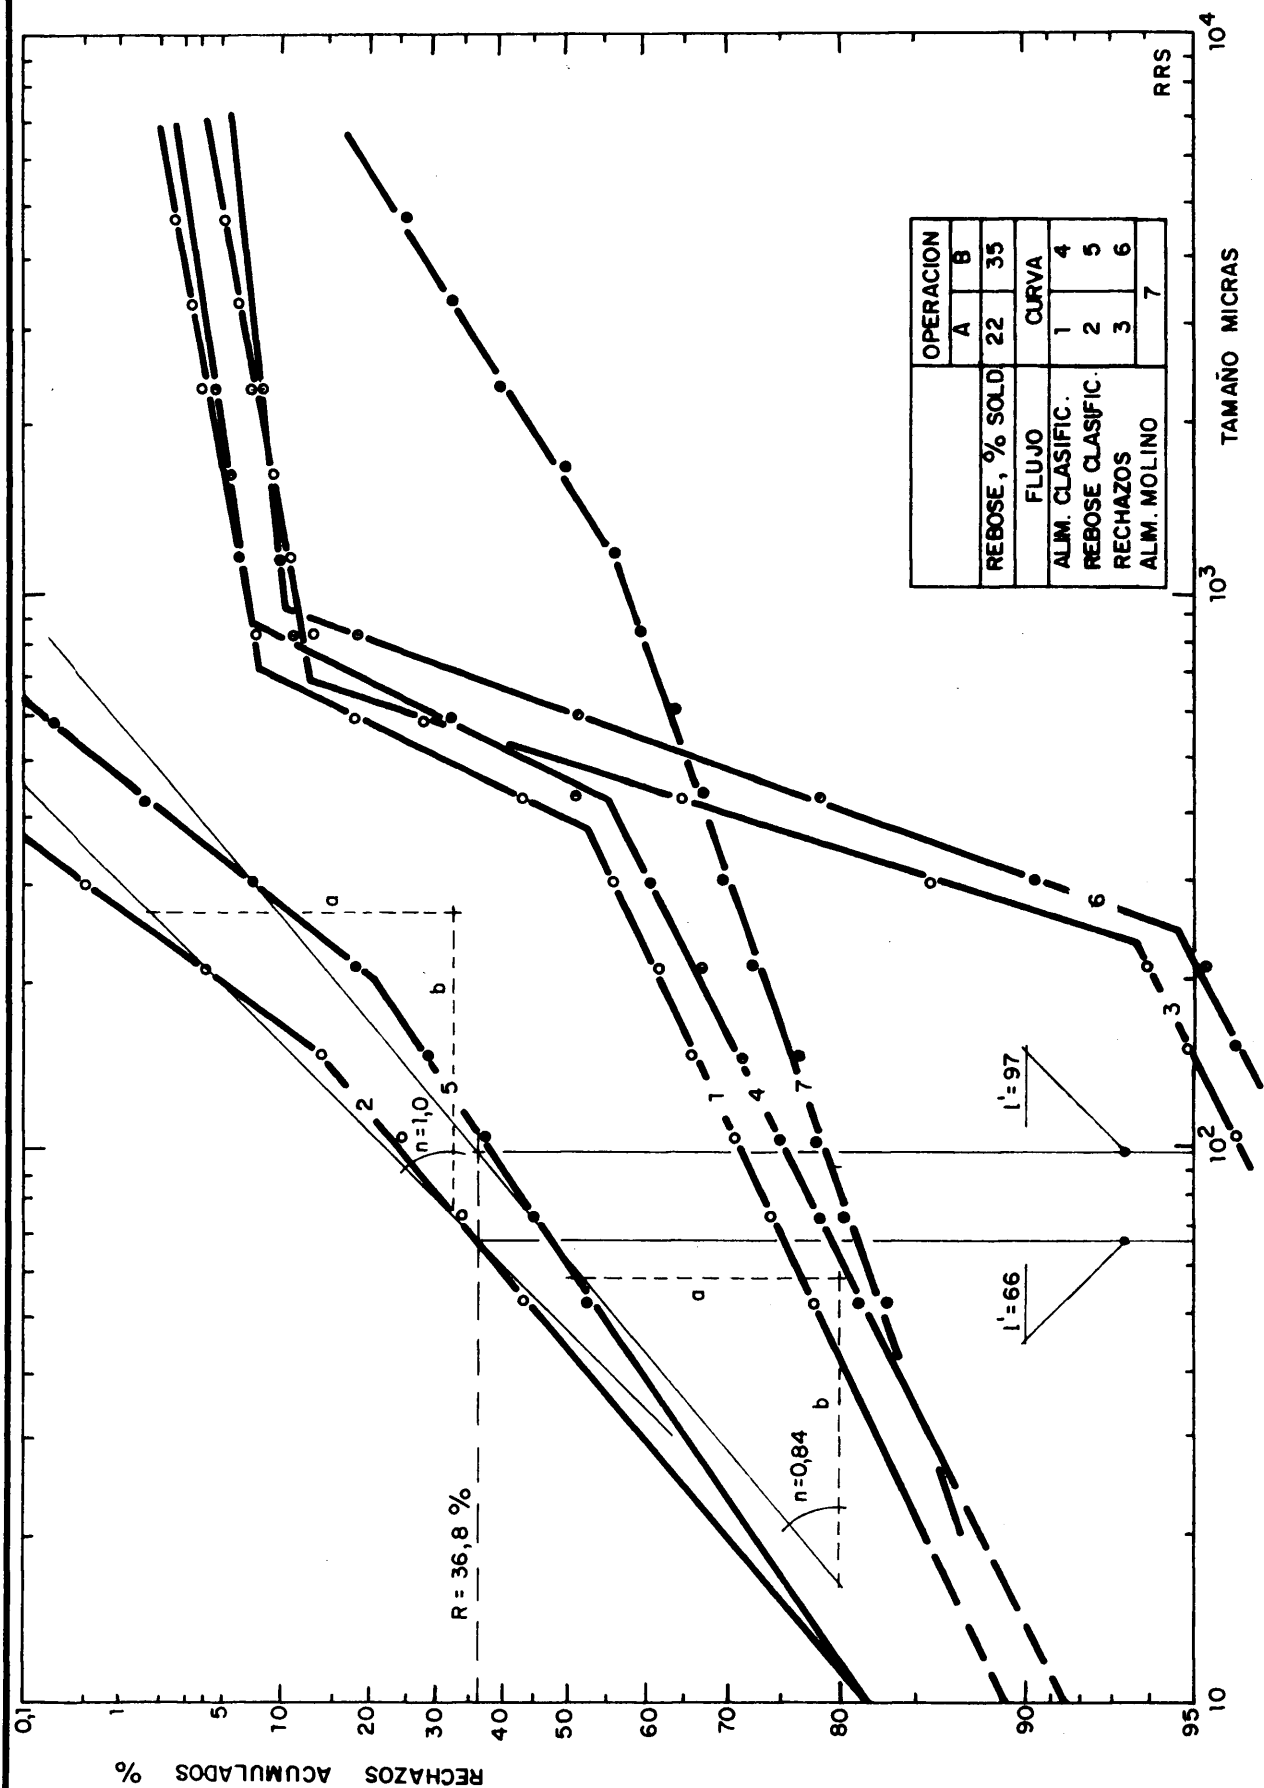 RECHAZOS ACUMULADOS %
0,1
1
5
10
20
30
40
50
60
70
80
90
95
10
10²
10³
10⁴
TAMAÑO MICRAS
RRS
R = 36,8 %
n=1,0
n=0,84
a
b
a
b
2
5
1
4
7
3
6
L'=66
L'=97
OPERACION
A B
REBOSE, % SOLD. 22 35
FLUJO CURVA
ALIM. CLASIFIC. 1 4
REBOSE CLASIFIC. 2 5
RECHAZOS 3 6
ALIM. MOLINO 7